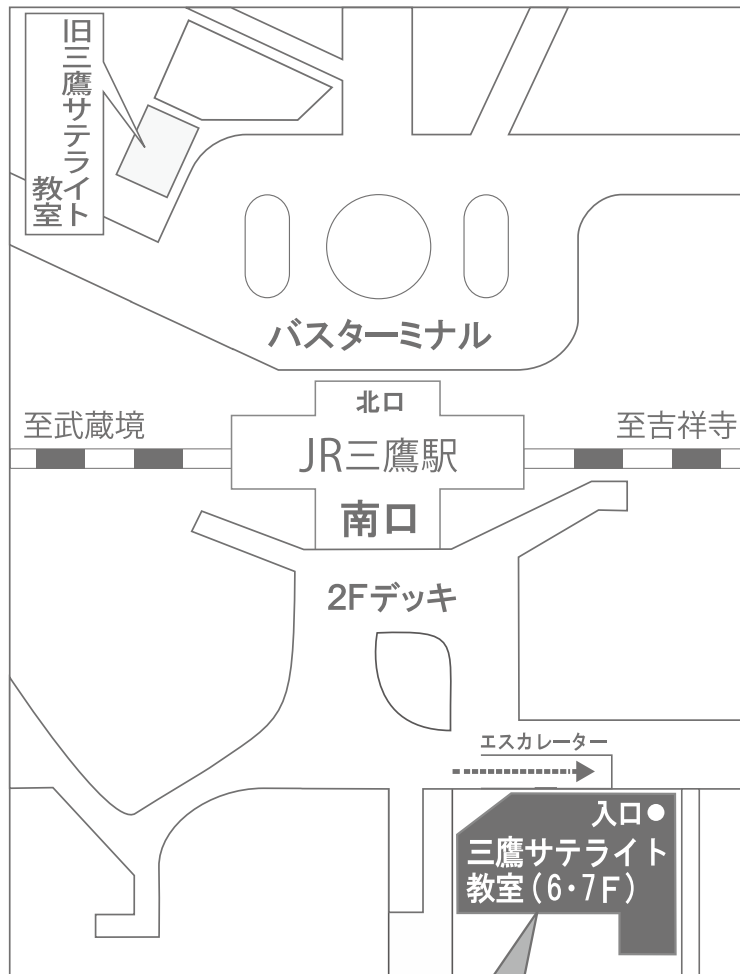 旧三鷹サテライト
教室
バスターミナル
北口
至武蔵境
至吉祥寺
JR三鷹駅
南口
2Fデッキ
エスカレーター
入口
三鷹サテライト
教室(6・7F)